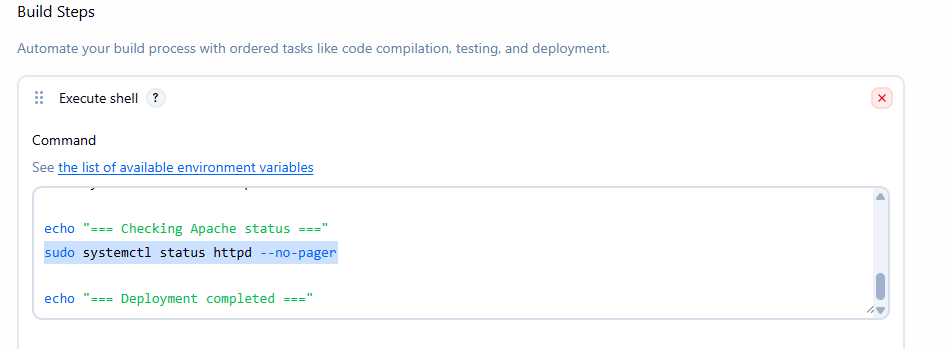 Build Steps
Automate your build process with ordered tasks like code compilation, testing, and deployment.
Execute shell ?
Command
See the list of available environment variables
echo "=== Checking Apache status ==="
sudo systemctl status httpd --no-pager
echo "=== Deployment completed ==="